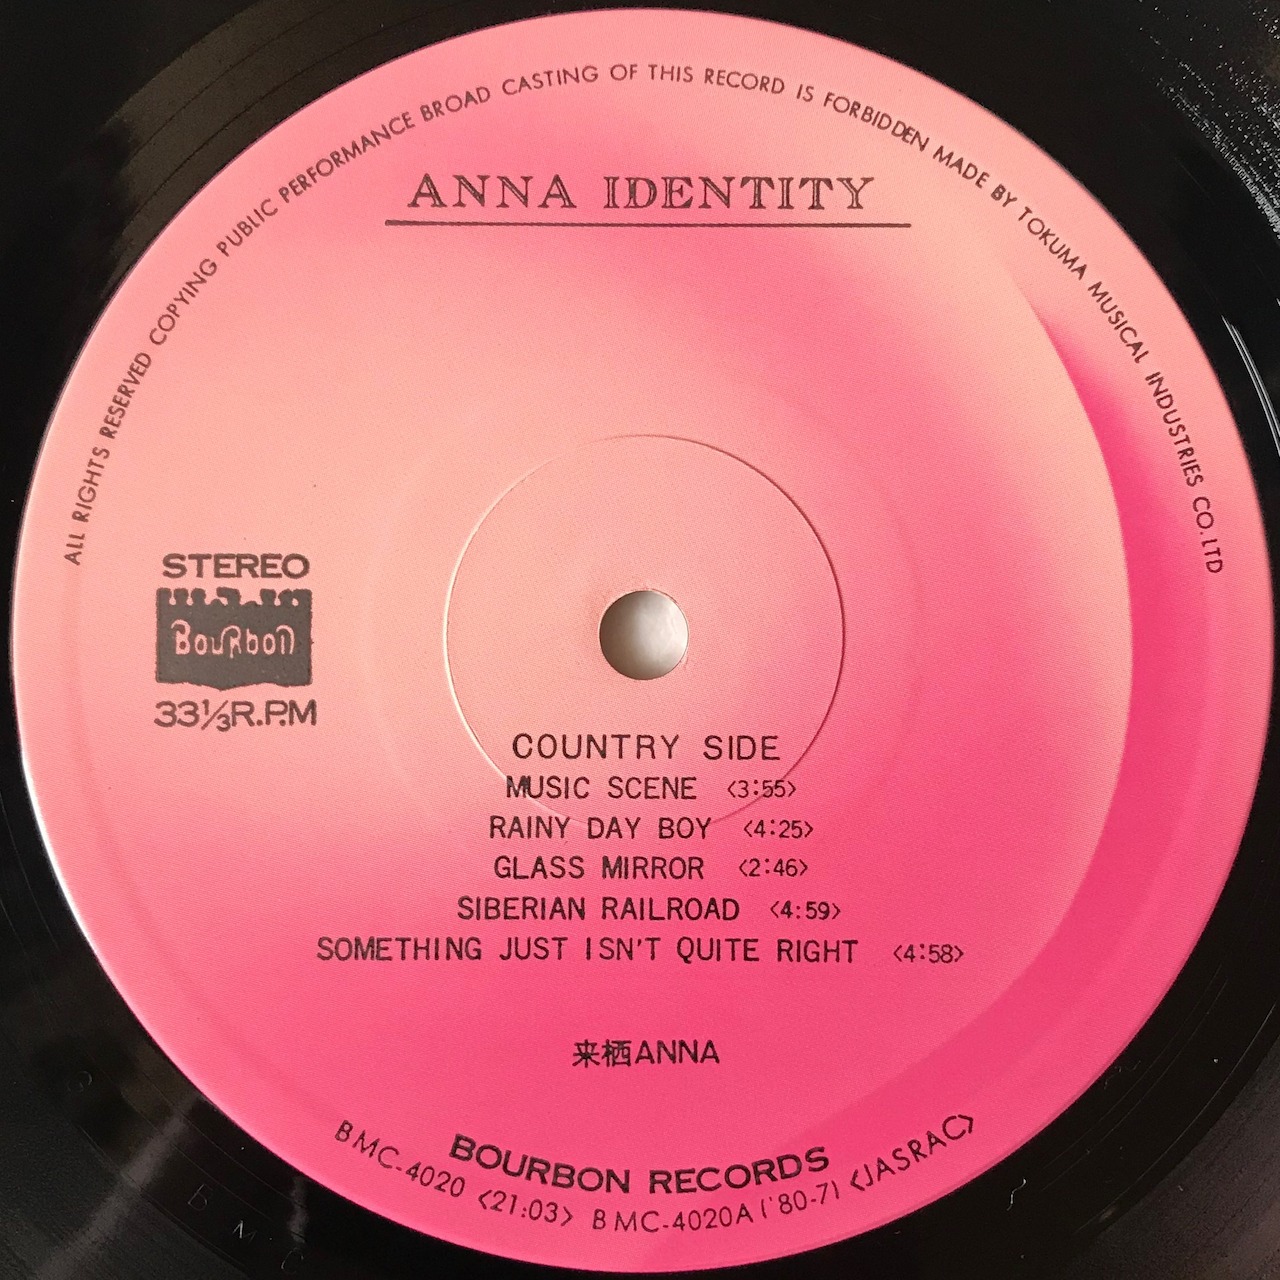 ALL RIGHTS RESERVED COPYING PUBLIC PERFORMANCE BROAD CASTING OF THIS RECORD IS FORBIDDEN MADE BY TOKUMA MUSICAL INDUSTRIES CO.LTD
ANNA IDENTITY
STEREO
Bourbon
33⅓R.P.M
COUNTRY SIDE
MUSIC SCENE <3:55>
RAINY DAY BOY <4:25>
GLASS MIRROR <2:46>
SIBERIAN RAILROAD <4:59>
SOMETHING JUST ISN'T QUITE RIGHT <4:58>
来栖ANNA
BOURBON RECORDS
BMC-4020 <21:03> BMC-4020A ('80-7) <JASRAC>
B M C